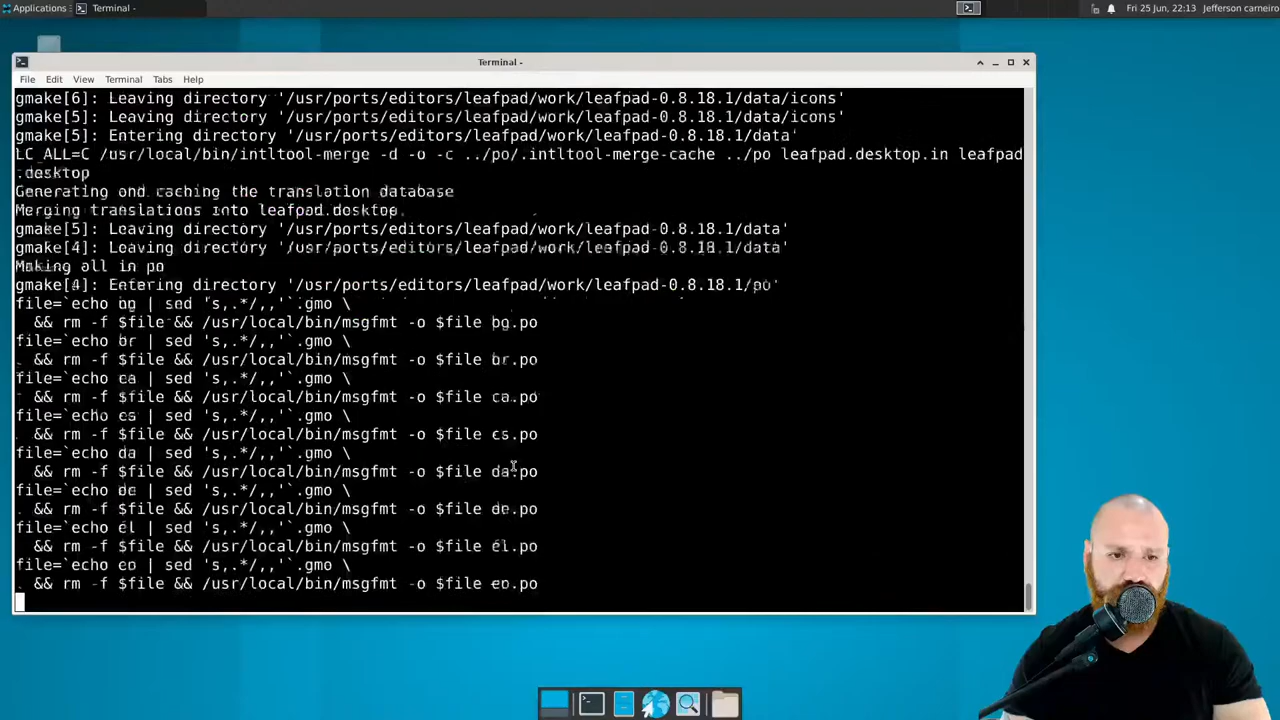 Applications
Terminal -
Fri 25 Jun, 22:13
Jefferson carneiro
Terminal -
File Edit View Terminal Tabs Help
gmake[6]: Leaving directory '/usr/ports/editors/leafpad/work/leafpad-0.8.18.1/data/icons'
gmake[5]: Leaving directory '/usr/ports/editors/leafpad/work/leafpad-0.8.18.1/data/icons'
gmake[5]: Entering directory '/usr/ports/editors/leafpad/work/leafpad-0.8.18.1/data'
LC_ALL=C /usr/local/bin/intltool-merge -d -o -c ../po/.intltool-merge-cache ../po leafpad.desktop.in leafpad
.desktop
Generating and caching the translation database
Merging translations into leafpad.desktop.
gmake[5]: Leaving directory '/usr/ports/editors/leafpad/work/leafpad-0.8.18.1/data'
gmake[4]: Leaving directory '/usr/ports/editors/leafpad/work/leafpad-0.8.18.1/data'
Making all in po
gmake[4]: Entering directory '/usr/ports/editors/leafpad/work/leafpad-0.8.18.1/po'
file=`echo bg | sed 's,.*/,,'`.gmo \
&& rm -f $file && /usr/local/bin/msgfmt -o $file bg.po
file=`echo br | sed 's,.*/,,'`.gmo \
&& rm -f $file && /usr/local/bin/msgfmt -o $file br.po
file=`echo ca | sed 's,.*/,,'`.gmo \
&& rm -f $file && /usr/local/bin/msgfmt -o $file ca.po
file=`echo cs | sed 's,.*/,,'`.gmo \
&& rm -f $file && /usr/local/bin/msgfmt -o $file cs.po
file=`echo da | sed 's,.*/,,'`.gmo \
&& rm -f $file && /usr/local/bin/msgfmt -o $file da.po
file=`echo de | sed 's,.*/,,'`.gmo \
&& rm -f $file && /usr/local/bin/msgfmt -o $file de.po
file=`echo el | sed 's,.*/,,'`.gmo \
&& rm -f $file && /usr/local/bin/msgfmt -o $file el.po
file=`echo eo | sed 's,.*/,,'`.gmo \
&& rm -f $file && /usr/local/bin/msgfmt -o $file eo.po